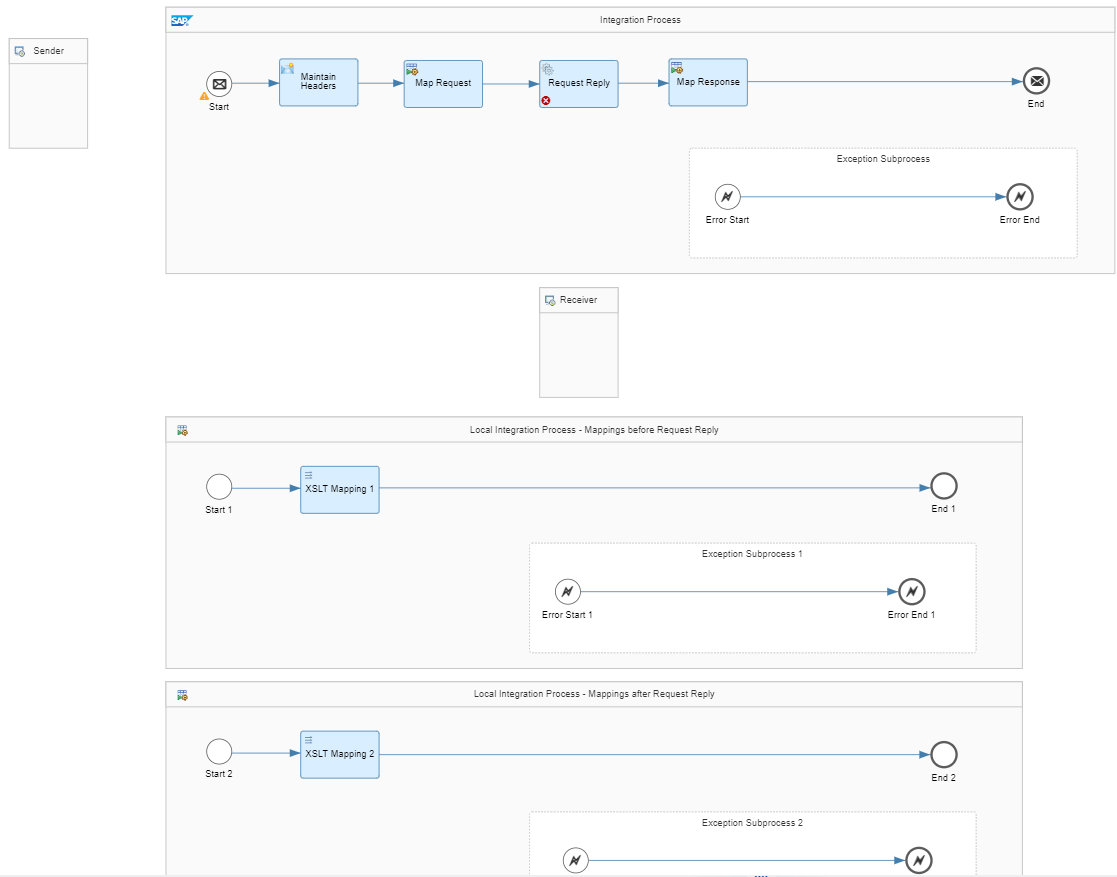 SAP
Integration Process
Sender
Maintain
Headers
Map Request
Request Reply
Map Response
Start
End
Exception Subprocess
Error Start
Error End
Receiver
Local Integration Process - Mappings before Request Reply
XSLT Mapping 1
Start 1
End 1
Exception Subprocess 1
Error Start 1
Error End 1
Local Integration Process - Mappings after Request Reply
XSLT Mapping 2
Start 2
End 2
Exception Subprocess 2